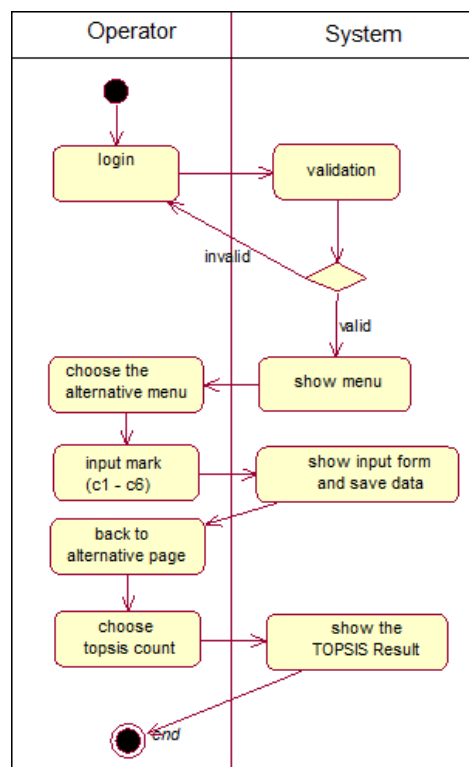 Operator
System
login
validation
invalid
valid
choose the
alternative menu
show menu
input mark
(c1 - c6)
show input form
and save data
back to
alternative page
choose
topsis count
show the
TOPSIS Result
end